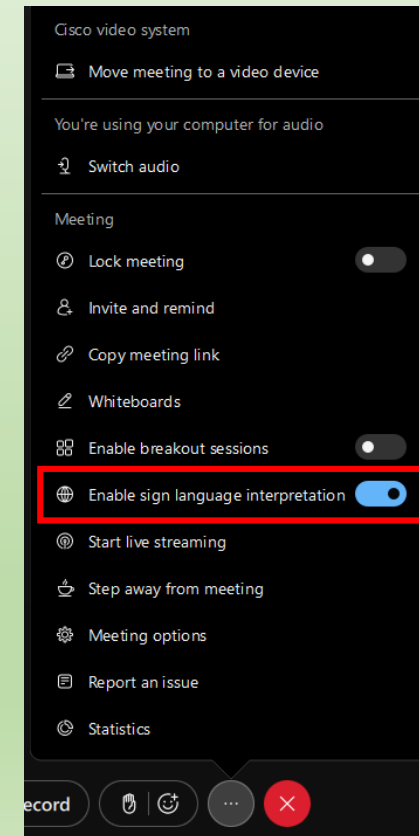 Cisco video system
Move meeting to a video device
You're using your computer for audio
Switch audio
Meeting
Lock meeting
Invite and remind
Copy meeting link
Whiteboards
Enable breakout sessions
Enable sign language interpretation
Start live streaming
Step away from meeting
Meeting options
Report an issue
Statistics
ecord